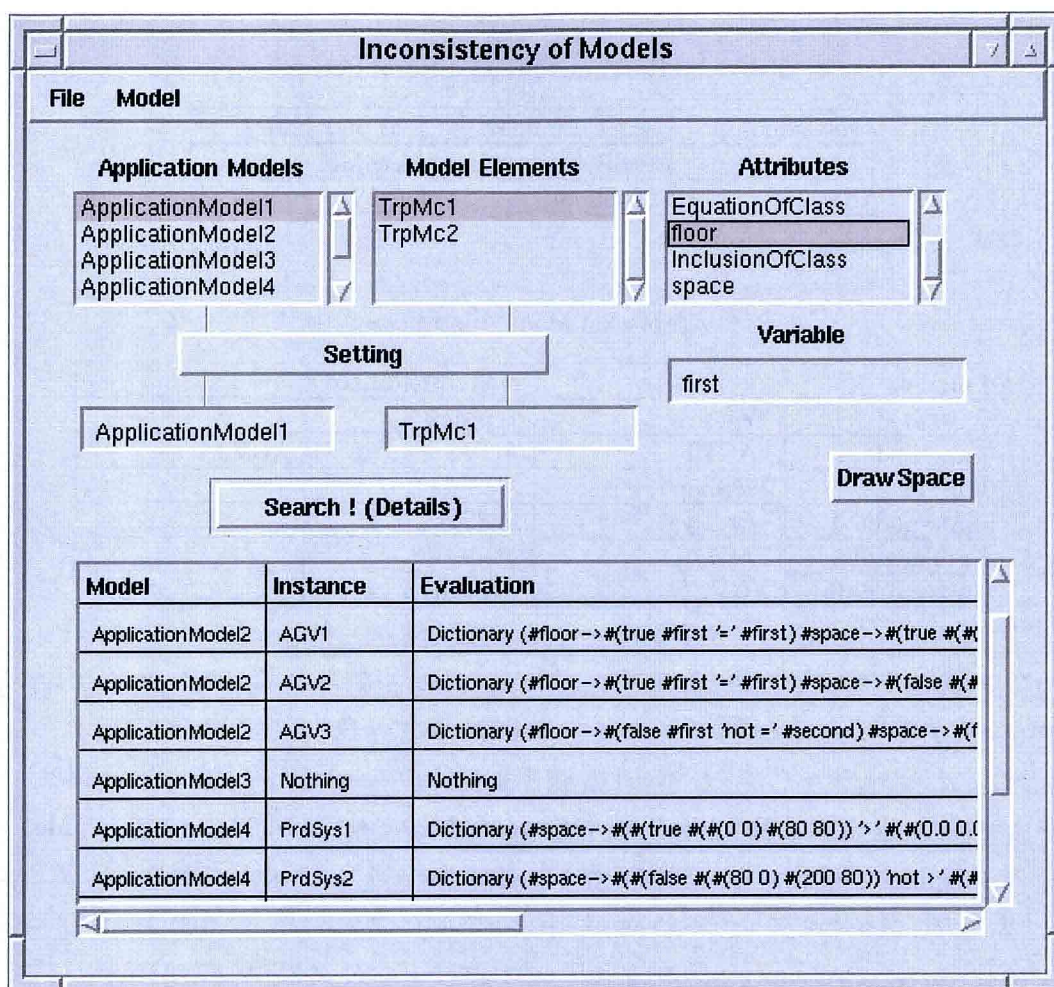 Inconsistency of Models
File Model
Application Models
Model Elements
Attributes
ApplicationModel1
ApplicationModel2
ApplicationModel3
ApplicationModel4
TrpMc1
TrpMc2
EquationOfClass
floor
InclusionOfClass
space
Setting
Variable
first
ApplicationModel1
TrpMc1
Draw Space
Search ! (Details)
Model Instance Evaluation
ApplicationModel2 AGV1 Dictionary (#floor->#(true #first '=' #first) #space->#(true #(#(
ApplicationModel2 AGV2 Dictionary (#floor->#(true #first '=' #first) #space->#(false #(#
ApplicationModel2 AGV3 Dictionary (#floor->#(false #first 'not =' #second) #space->#(f
ApplicationModel3 Nothing Nothing
ApplicationModel4 PrdSys1 Dictionary (#space->#(#(true #(#(0 0) #(80 80)) '>' #(#(0.0 0.0
ApplicationModel4 PrdSys2 Dictionary (#space->#(#(false #(#(80 0) #(200 80)) 'not >' #(#